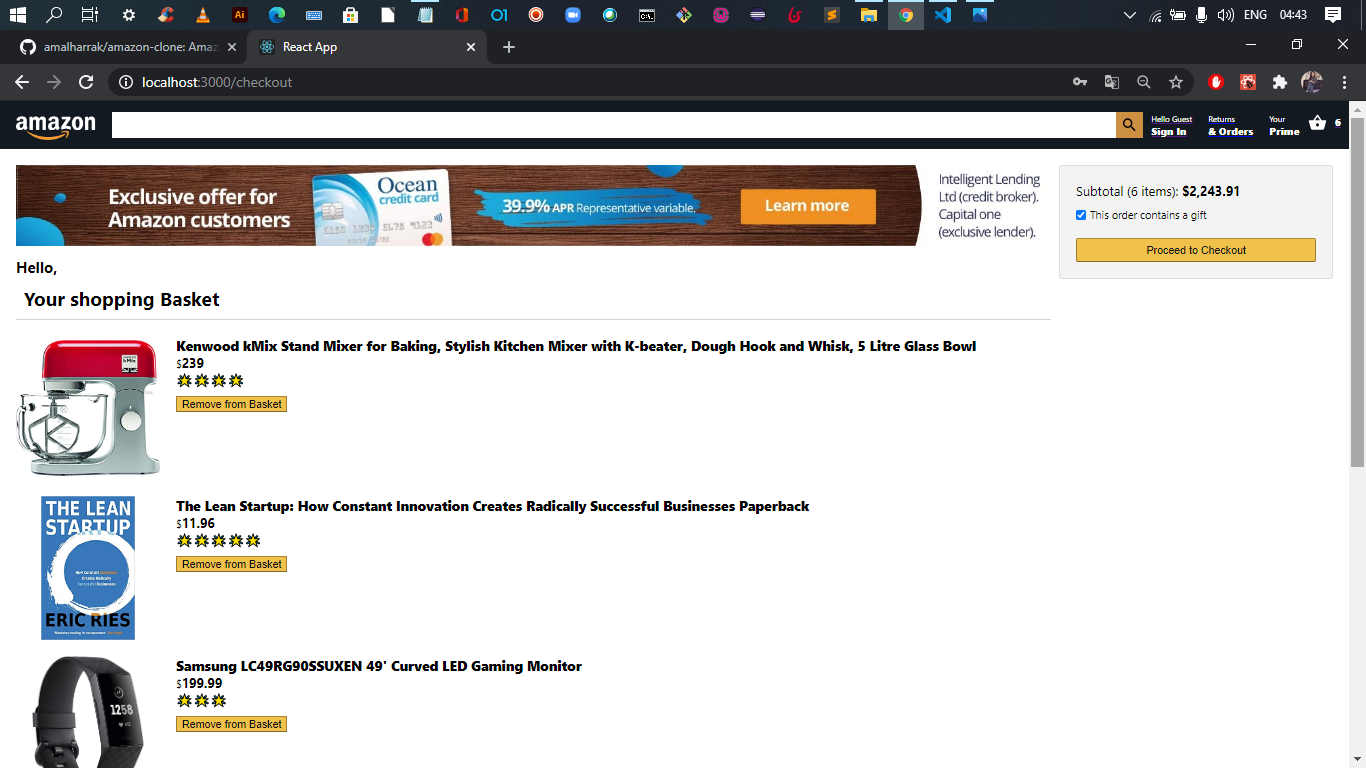 ENG 04:43
amalharrak/amazon-clone: Amaz
React App
localhost:3000/checkout
amazon
Hello Guest
Sign In
Returns
& Orders
Your
Prime
6
Exclusive offer for
Amazon customers
Ocean
credit card
39.9% APR Representative variable.
Learn more
Intelligent Lending
Ltd (credit broker).
Capital one
(exclusive lender).
Subtotal (6 items): $2,243.91
This order contains a gift
Proceed to Checkout
Hello,
Your shopping Basket
Kenwood kMix Stand Mixer for Baking, Stylish Kitchen Mixer with K-beater, Dough Hook and Whisk, 5 Litre Glass Bowl
$239
Remove from Basket
THE LEAN
STARTUP
ERIC RIES
The Lean Startup: How Constant Innovation Creates Radically Successful Businesses Paperback
$11.96
Remove from Basket
1258
Samsung LC49RG90SSUXEN 49' Curved LED Gaming Monitor
$199.99
Remove from Basket